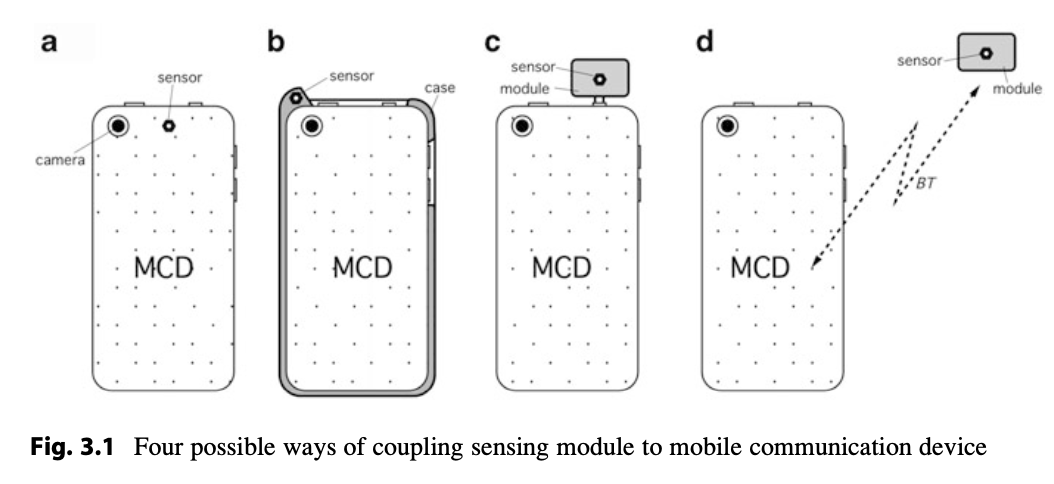 a
b
c
d
sensor
camera
MCD
sensor
case
MCD
sensor
module
MCD
sensor
module
BT
MCD
Fig. 3.1 Four possible ways of coupling sensing module to mobile communication device